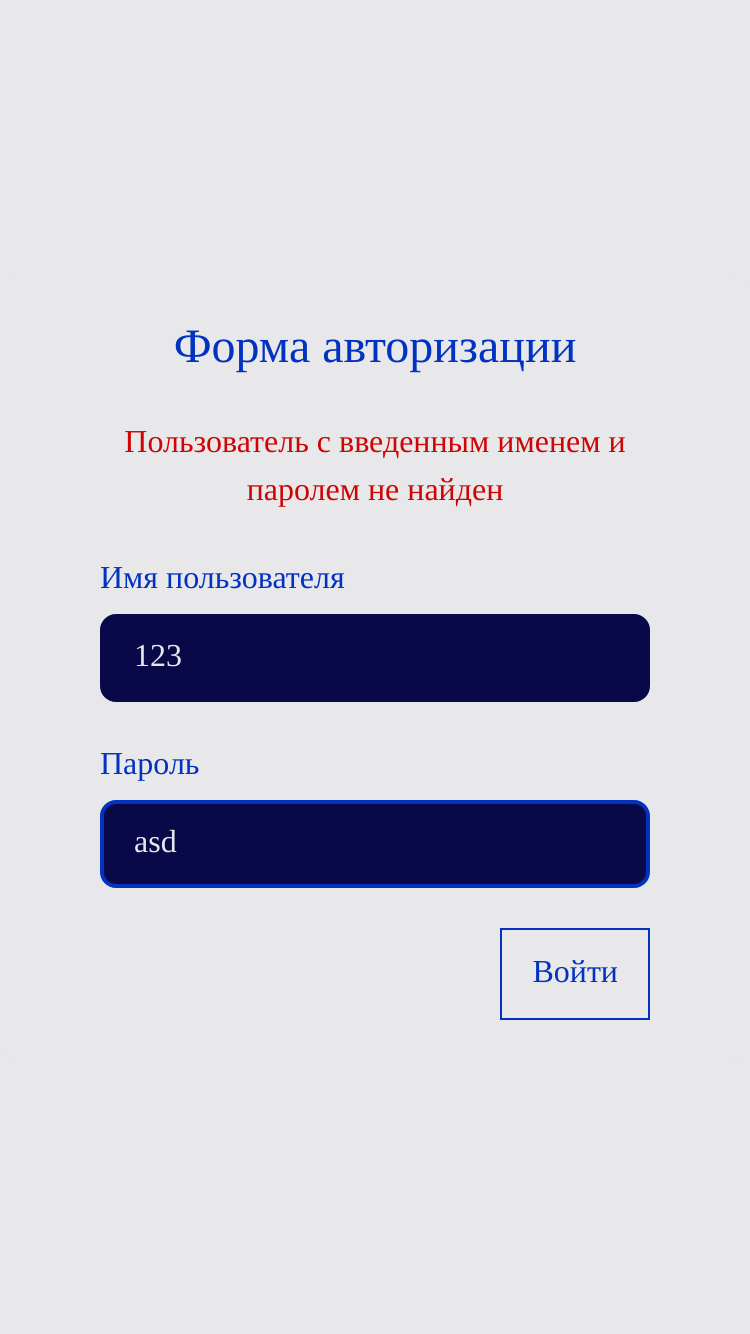 Форма авторизации
Пользователь с введенным именем и
паролем не найден
Имя пользователя
123
Пароль
asd
Войти